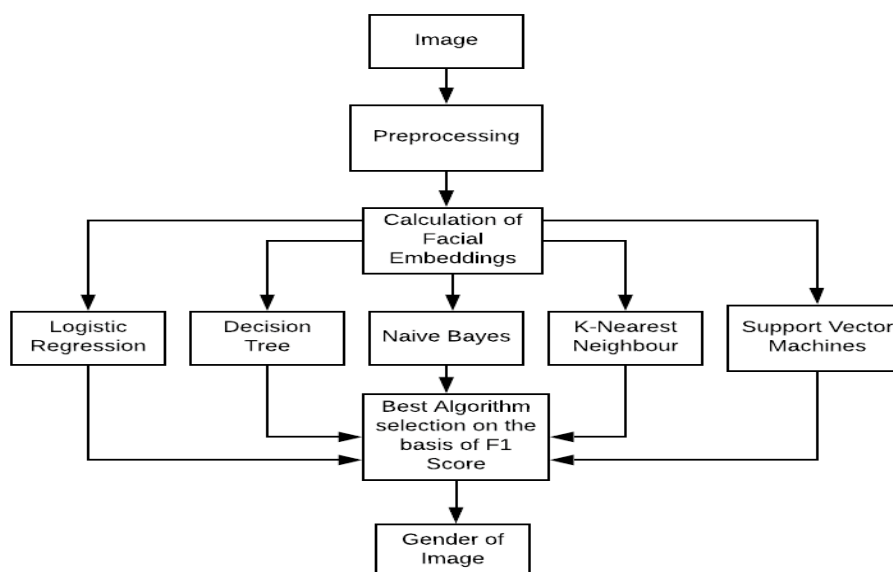 Image
Preprocessing
Calculation of
Facial
Embeddings
Logistic
Regression
Decision
Tree
Naive Bayes
K-Nearest
Neighbour
Support Vector
Machines
Best Algorithm
selection on the
basis of F1
Score
Gender of
Image